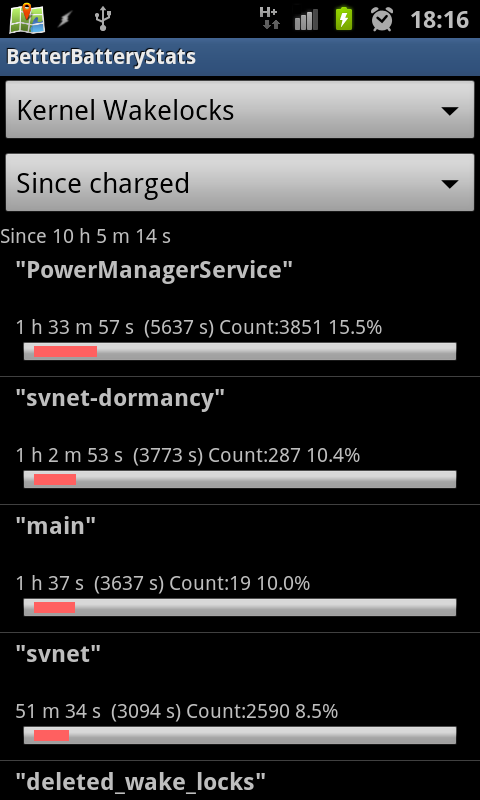 H+ 18:16
BetterBatteryStats
Kernel Wakelocks
Since charged
Since 10 h 5 m 14 s
"PowerManagerService"
1 h 33 m 57 s  (5637 s) Count:3851 15.5%
"svnet-dormancy"
1 h 2 m 53 s  (3773 s) Count:287 10.4%
"main"
1 h 37 s  (3637 s) Count:19 10.0%
"svnet"
51 m 34 s  (3094 s) Count:2590 8.5%
"deleted_wake_locks"